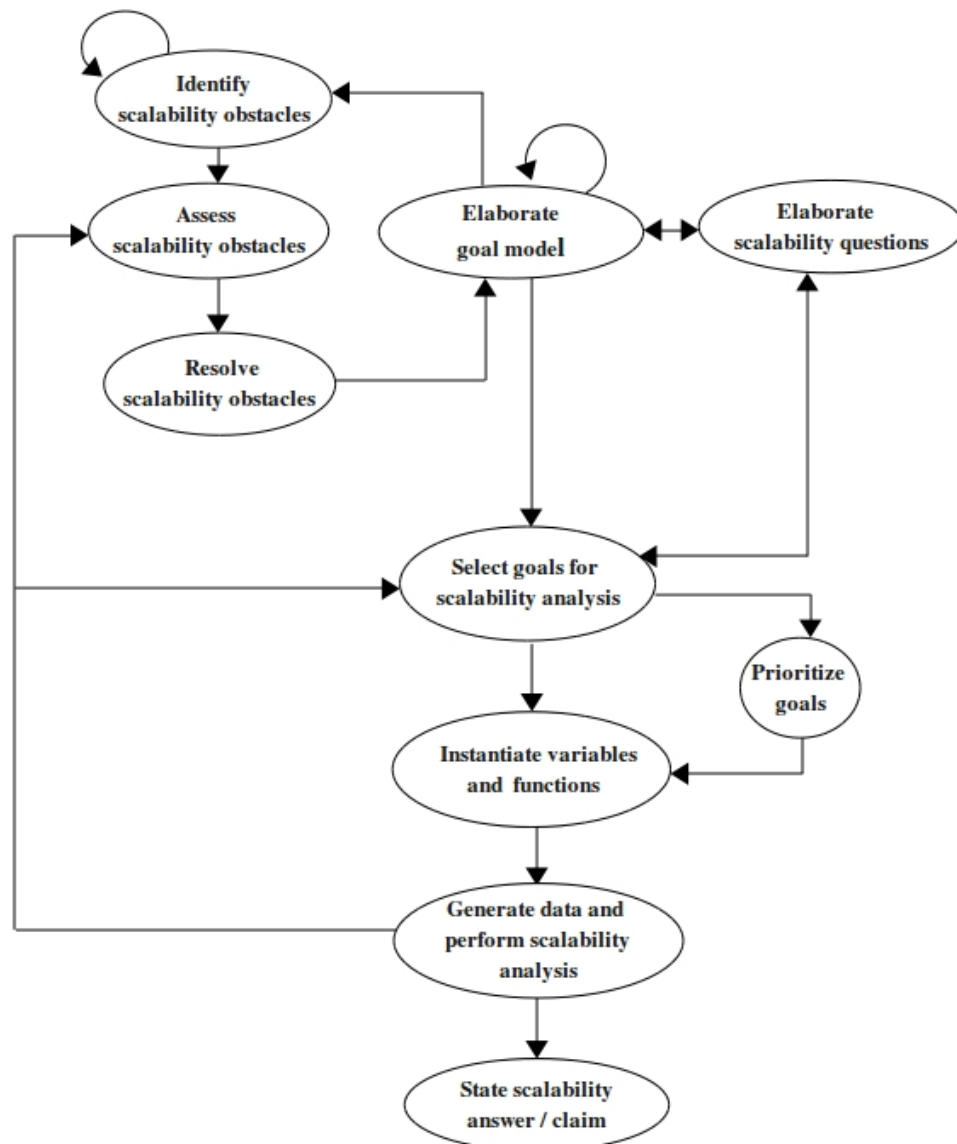 Identify
scalability obstacles
Assess
scalability obstacles
Elaborate
goal model
Elaborate
scalability questions
Resolve
scalability obstacles
Select goals for
scalability analysis
Prioritize
goals
Instantiate variables
and functions
Generate data and
perform scalability
analysis
State scalability
answer / claim